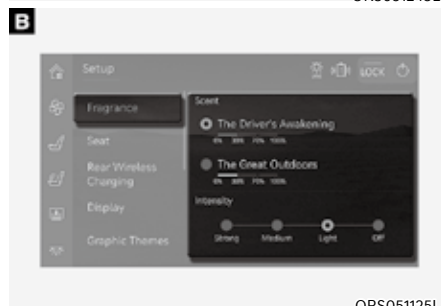 B
Setup
LOCK
Fragrance
Seat
Rear Wireless
Charging
Display
Graphic Themes
Scent
The Driver's Awakening
0% 30% 70% 100%
The Great Outdoors
0% 30% 70% 100%
Intensity
Strong Medium Light Off